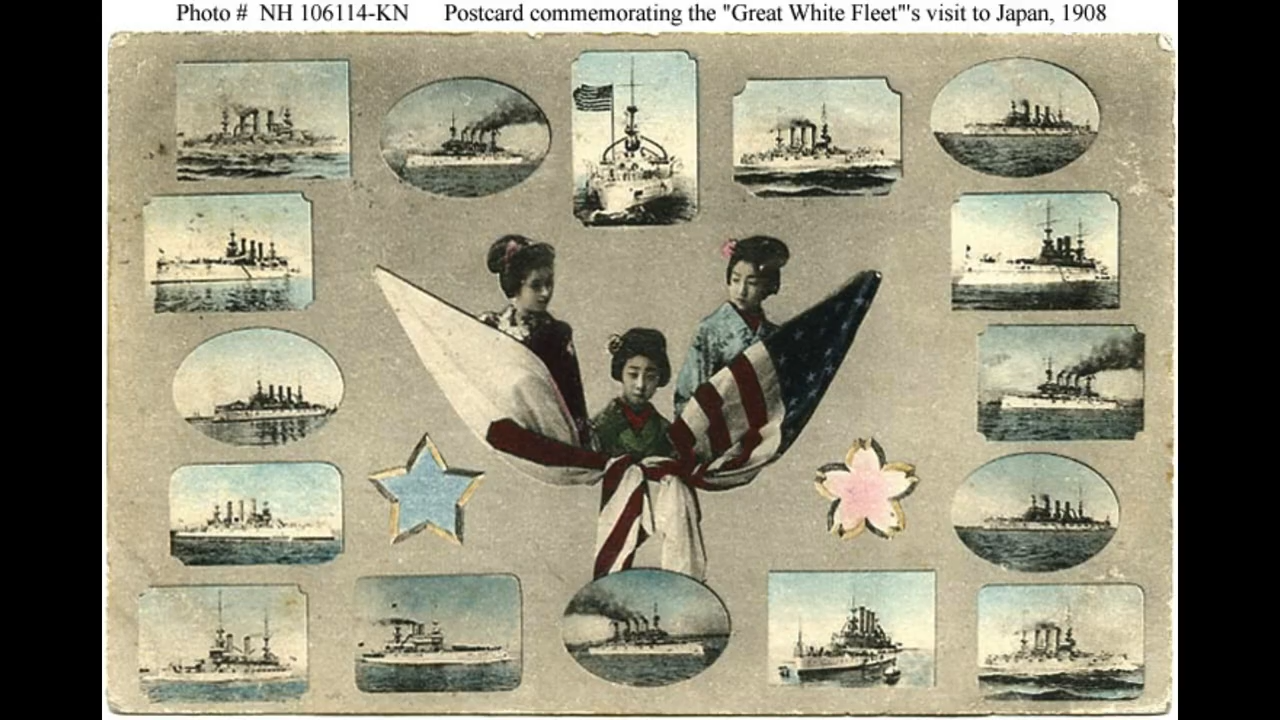 Photo # NH 106114-KN Postcard commemorating the "Great White Fleet"'s visit to Japan, 1908